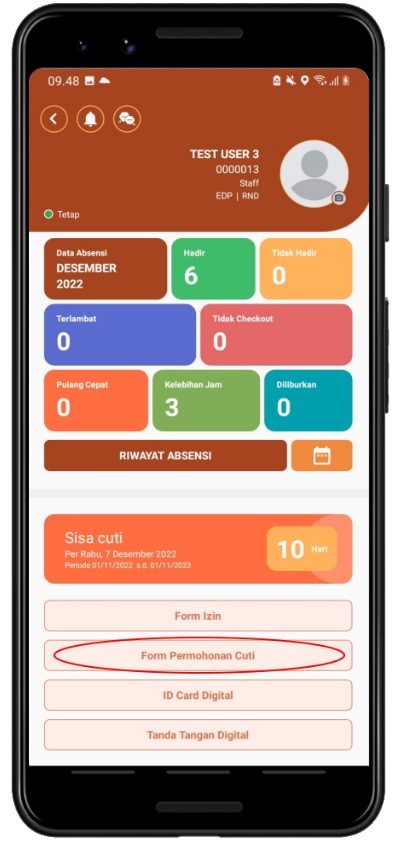 09.48
TEST USER 3
0000013
Staff
EDP | RND
Tetap
Data Absensi
DESEMBER
2022
Hadir
6
Tidak Hadir
0
Terlambat
0
Tidak Checkout
0
Pulang Cepat
0
Kelebihan Jam
3
Diliburkan
0
RIWAYAT ABSENSI
Sisa cuti
Per Rabu, 7 Desember 2022
Periode 01/11/2022 s.d. 01/11/2023
10 Hari
Form Izin
Form Permohonan Cuti
ID Card Digital
Tanda Tangan Digital